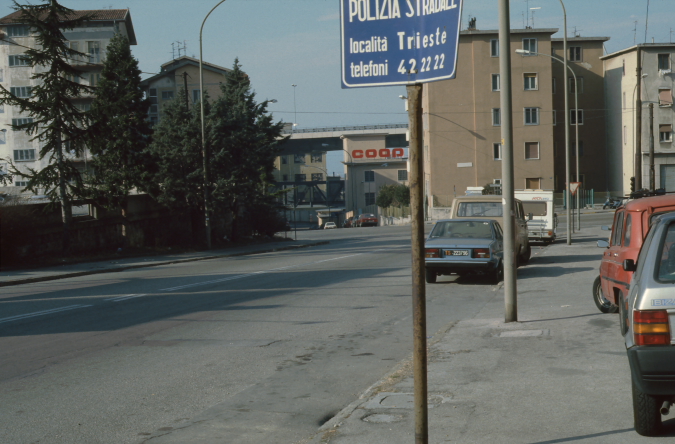 POLIZIA STRADALE
località Trieste
telefoni 42 22 22
coop